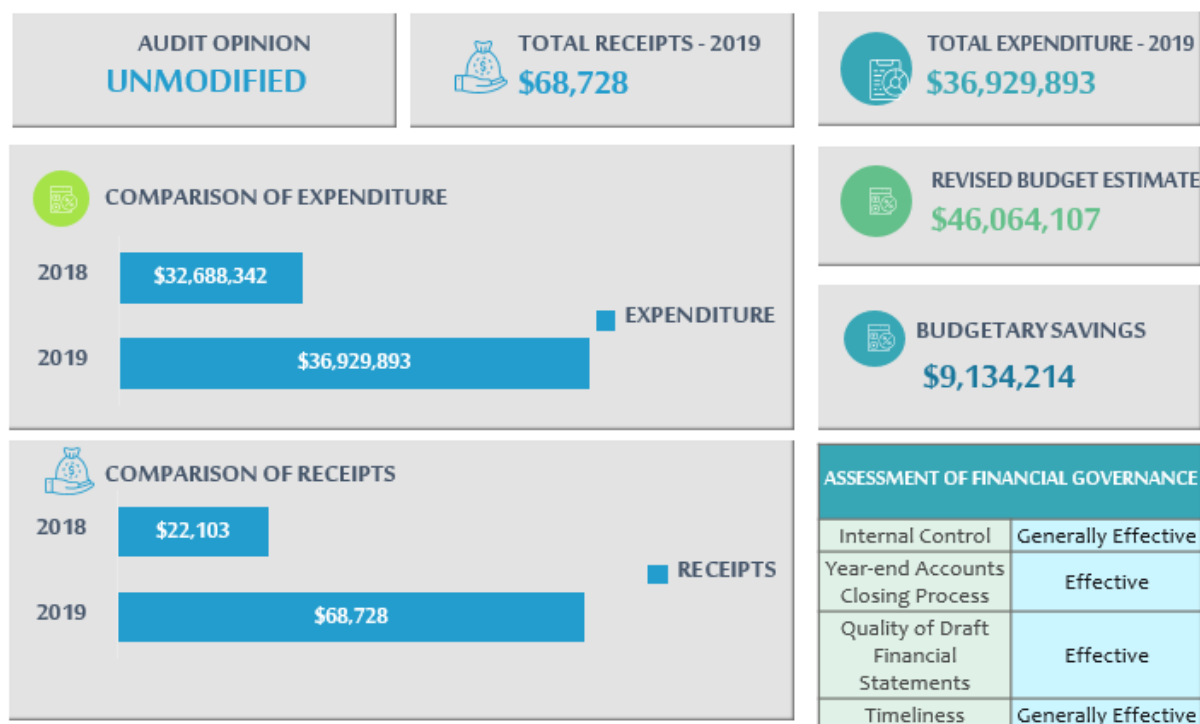 AUDIT OPINION
UNMODIFIED
TOTAL RECEIPTS - 2019
$68,728
TOTAL EXPENDITURE - 2019
$36,929,893
COMPARISON OF EXPENDITURE
2018
$32,688,342
EXPENDITURE
2019
$36,929,893
REVISED BUDGET ESTIMATE
$46,064,107
BUDGETARY SAVINGS
$9,134,214
COMPARISON OF RECEIPTS
2018
$22,103
RECEIPTS
2019
$68,728
ASSESSMENT OF FINANCIAL GOVERNANCE
Internal Control
Generally Effective
Year-end Accounts
Closing Process
Effective
Quality of Draft
Financial
Statements
Effective
Timeliness
Generally Effective